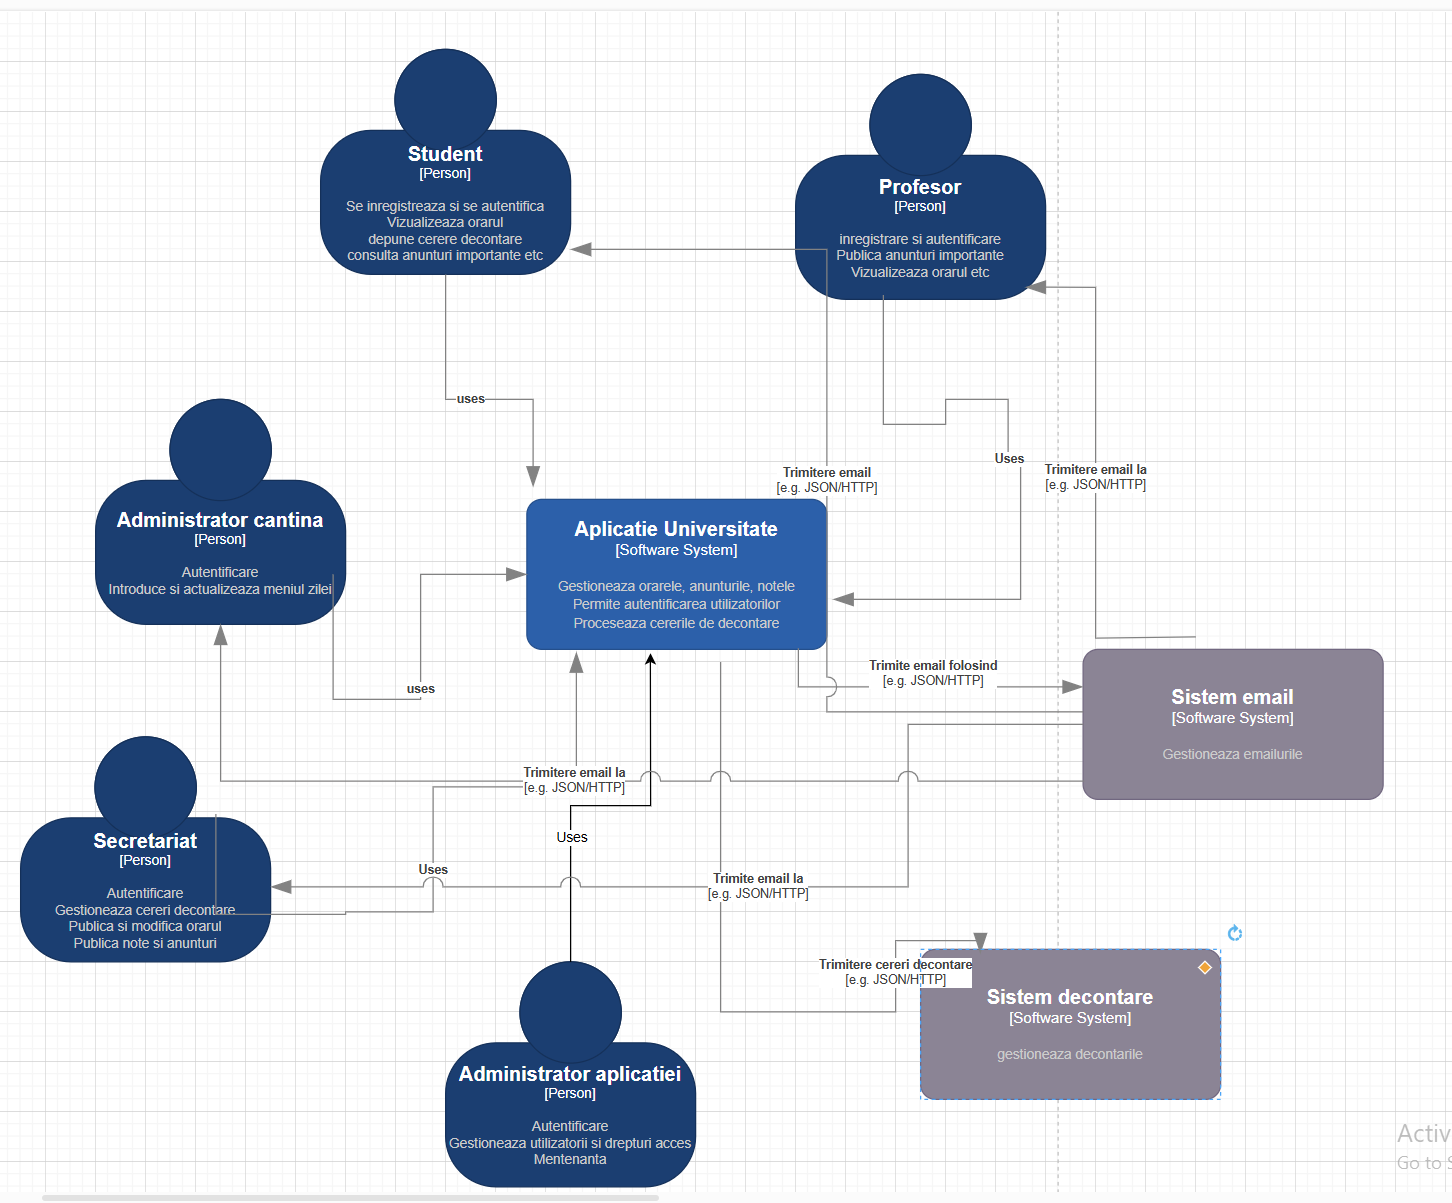 Student
[Person]
Se inregistreaza si se autentifica
Vizualizeaza orarul
depune cerere decontare
consulta anunturi importante etc
Profesor
[Person]
inregistrare si autentificare
Publica anunturi importante
Vizualizeaza orarul etc
uses
Trimitere email
[e.g. JSON/HTTP]
Uses
Trimitere email la
[e.g. JSON/HTTP]
Administrator cantina
[Person]
Autentificare
Introduce si actualizeaza meniul zilei
Aplicatie Universitate
[Software System]
Gestioneaza orarele, anunturile, notele
Permite autentificarea utilizatorilor
Proceseaza cererile de decontare
uses
Trimite email folosind
[e.g. JSON/HTTP]
Sistem email
[Software System]
Gestioneaza emailurile
Trimitere email la
[e.g. JSON/HTTP]
Uses
Secretariat
[Person]
Autentificare
Gestioneaza cereri decontare
Publica si modifica orarul
Publica note si anunturi
Uses
Trimite email la
[e.g. JSON/HTTP]
Trimitere cereri decontare
[e.g. JSON/HTTP]
Sistem decontare
[Software System]
gestioneaza decontarile
Administrator aplicatiei
[Person]
Autentificare
Gestioneaza utilizatorii si drepturi acces
Mentenanta
Activ
Go to